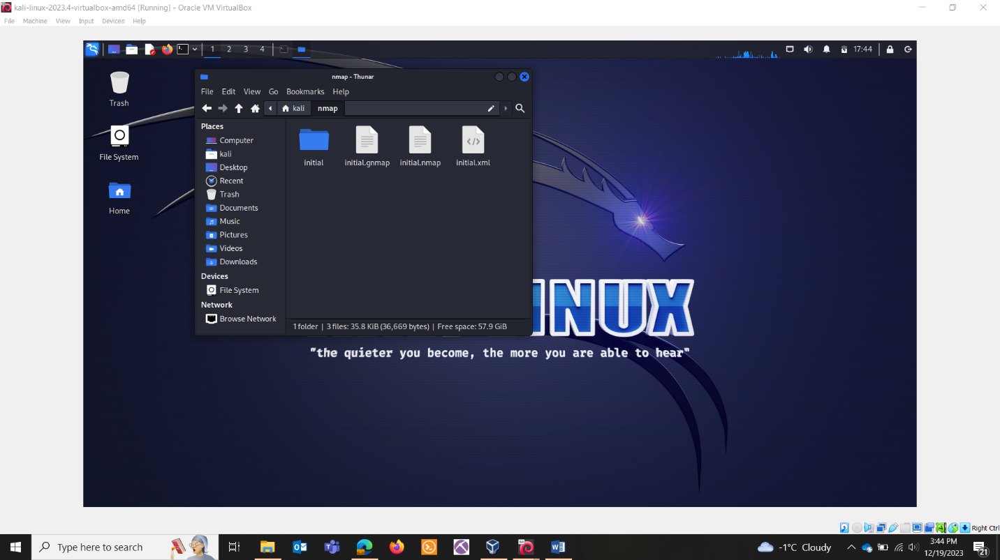 kali-linux-2023.4-virtualbox-amd64 [Running] - Oracle VM VirtualBox
File Machine View Input Devices Help
1 2 3 4 17:44
Trash
File System
Home
nmap - Thunar
File Edit View Go Bookmarks Help
kali nmap
Places
Computer
kali
Desktop
Recent
Trash
Documents
Music
Pictures
Videos
Downloads
Devices
File System
Network
Browse Network
initial initial.gnmap initial.nmap initial.xml
1 folder | 3 files: 35.8 KiB (36,669 bytes) | Free space: 57.9 GiB
INUX
"the quieter you become, the more you are able to hear"
Right Ctrl
Type here to search
-1°C Cloudy
3:44 PM
12/19/2023
21